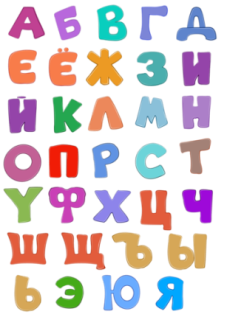 А Б В Г Д
Е Ё Ж З И
Й К Л М Н
О П Р С Т
У Ф Х Ц Ч
Ш Щ Ъ Ы
Ь Э Ю Я